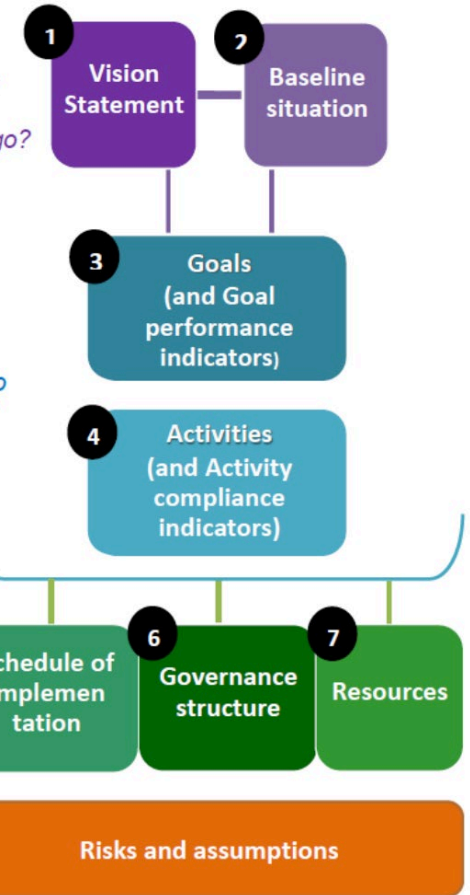 1
Vision
Statement
2
Baseline
situation
go?
3
Goals
(and Goal
performance
indicators)
4
Activities
(and Activity
compliance
indicators)
chedule of
mplemen
tation
6
Governance
structure
7
Resources
Risks and assumptions